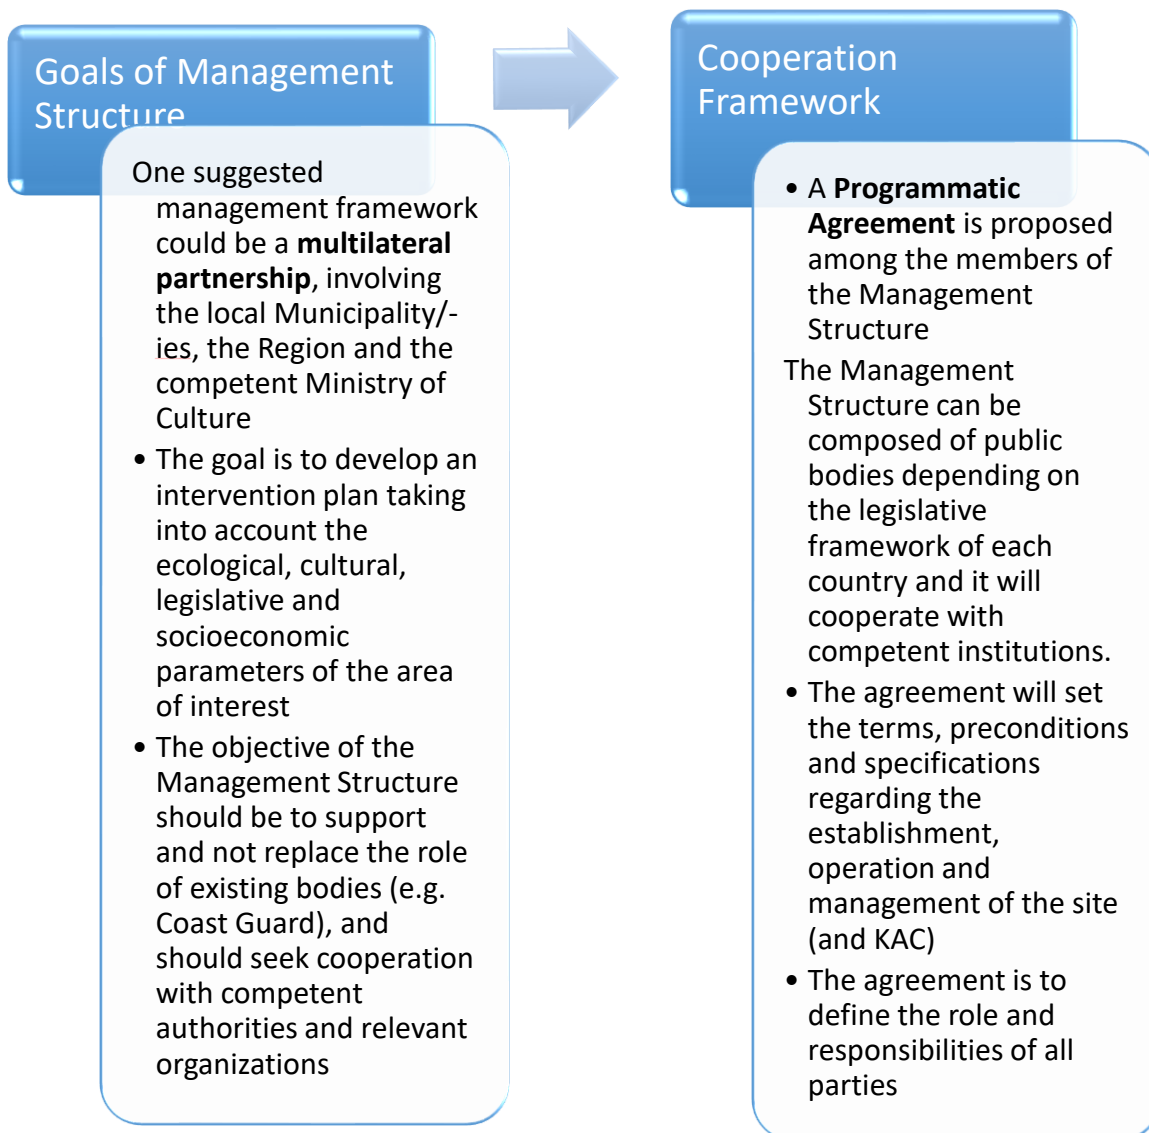 Goals of Management
Structure
One suggested
management framework
could be a multilateral
partnership, involving
the local Municipality/-
ies, the Region and the
competent Ministry of
Culture
• The goal is to develop an
intervention plan taking
into account the
ecological, cultural,
legislative and
socioeconomic
parameters of the area
of interest
• The objective of the
Management Structure
should be to support
and not replace the role
of existing bodies (e.g.
Coast Guard), and
should seek cooperation
with competent
authorities and relevant
organizations
Cooperation
Framework
• A Programmatic
Agreement is proposed
among the members of
the Management
Structure
The Management
Structure can be
composed of public
bodies depending on
the legislative
framework of each
country and it will
cooperate with
competent institutions.
• The agreement will set
the terms, preconditions
and specifications
regarding the
establishment,
operation and
management of the site
(and KAC)
• The agreement is to
define the role and
responsibilities of all
parties